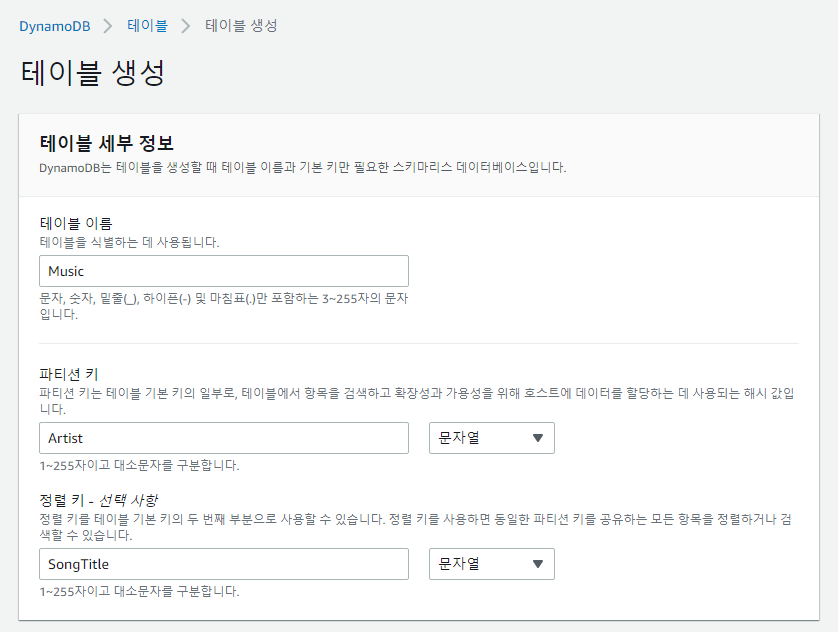 DynamoDB > 테이블 > 테이블 생성
테이블 생성
테이블 세부 정보
DynamoDB는 테이블을 생성할 때 테이블 이름과 기본 키만 필요한 스키마리스 데이터베이스입니다.
테이블 이름
테이블을 식별하는 데 사용됩니다.
Music
문자, 숫자, 밑줄(_), 하이픈(-) 및 마침표(.)만 포함하는 3~255자의 문자
입니다.
파티션 키
파티션 키는 테이블 기본 키의 일부로, 테이블에서 항목을 검색하고 확장성과 가용성을 위해 호스트에 데이터를 할당하는 데 사용되는 해시 값입
니다.
Artist 문자열
1~255자이고 대소문자를 구분합니다.
정렬 키 - 선택 사항
정렬 키를 테이블 기본 키의 두 번째 부분으로 사용할 수 있습니다. 정렬 키를 사용하면 동일한 파티션 키를 공유하는 모든 항목을 정렬하거나 검
색할 수 있습니다.
SongTitle 문자열
1~255자이고 대소문자를 구분합니다.